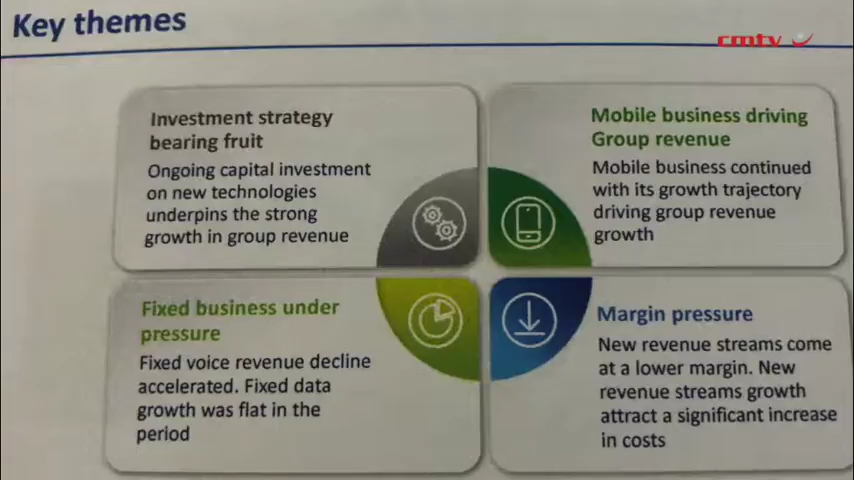 Key themes
cmtv
Investment strategy
bearing fruit
Ongoing capital investment
on new technologies
underpins the strong
growth in group revenue
Mobile business driving
Group revenue
Mobile business continued
with its growth trajectory
driving group revenue
growth
Fixed business under
pressure
Fixed voice revenue decline
accelerated. Fixed data
growth was flat in the
period
Margin pressure
New revenue streams come
at a lower margin. New
revenue streams growth
attract a significant increase
in costs